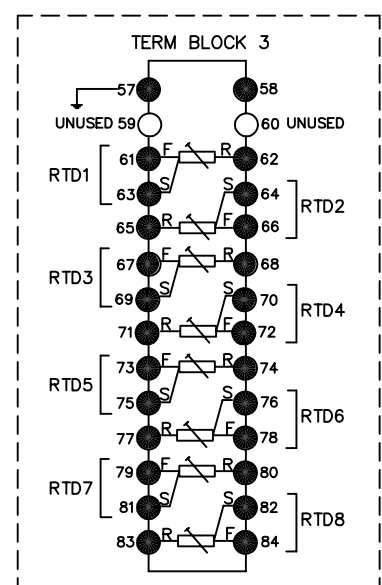 TERM BLOCK 3
57 58
UNUSED 59 60 UNUSED
61 F R 62
RTD1
63 S S 64
RTD2
65 R F 66
67 F R 68
RTD3
69 S S 70
RTD4
71 R F 72
73 F R 74
RTD5
75 S S 76
RTD6
77 R F 78
79 F R 80
RTD7
81 S S 82
RTD8
83 R F 84